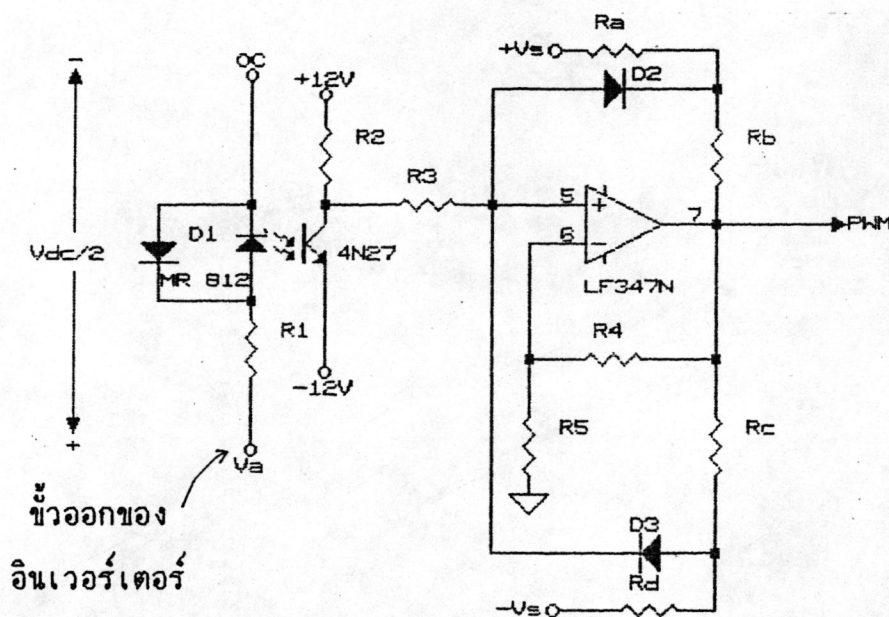 Ra
+Vs
-
OC
D2
+12V
R2
Rb
R3
5
+
7
PWM
6
-
D1
4N27
Vdc/2
MR 812
LF347N
R1
R4
-12V
R5
Rc
+
Va
ขั้วออกของ
D3
อินเวอร์เตอร์
Rd
-Vs